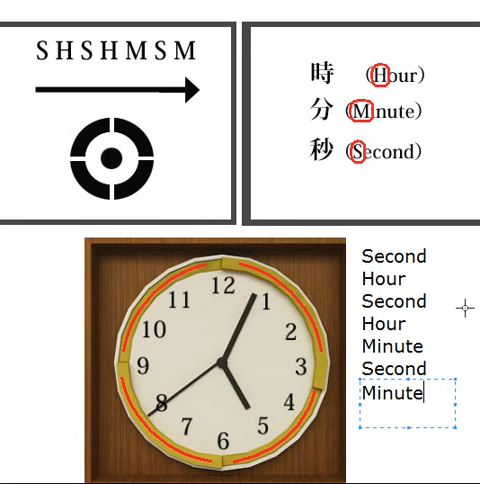 SHSHMSM
時 (Hour)
分 (Minute)
秒 (Second)
12
1
2
3
4
5
6
7
8
9
10
11
Second
Hour
Second
Hour
Minute
Second
Minute